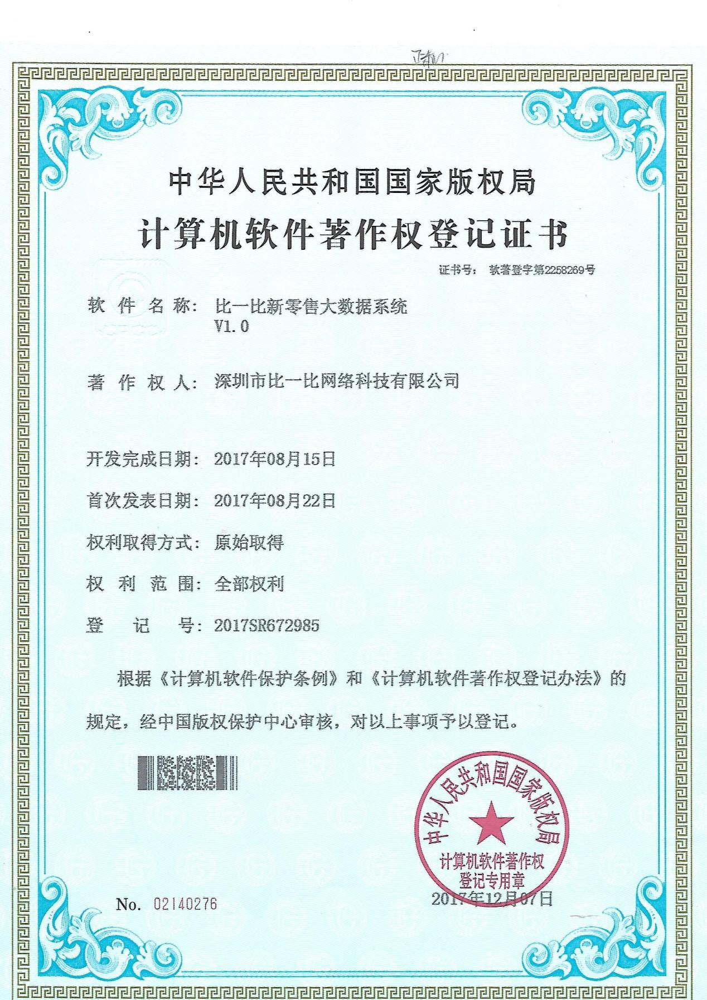 中华人民共和国国家版权局
计算机软件著作权登记证书
证书号： 软著登字第2258269号
软件名称： 比一比新零售大数据系统
V1.0
著作权人： 深圳市比一比网络科技有限公司
开发完成日期： 2017年08月15日
首次发表日期： 2017年08月22日
权利取得方式： 原始取得
权利范围： 全部权利
登记号： 2017SR672985
根据《计算机软件保护条例》和《计算机软件著作权登记办法》的
规定，经中国版权保护中心审核，对以上事项予以登记。
中华人民共和国国家版权局
计算机软件著作权
登记专用章
2017年12月07日
No. 02140276